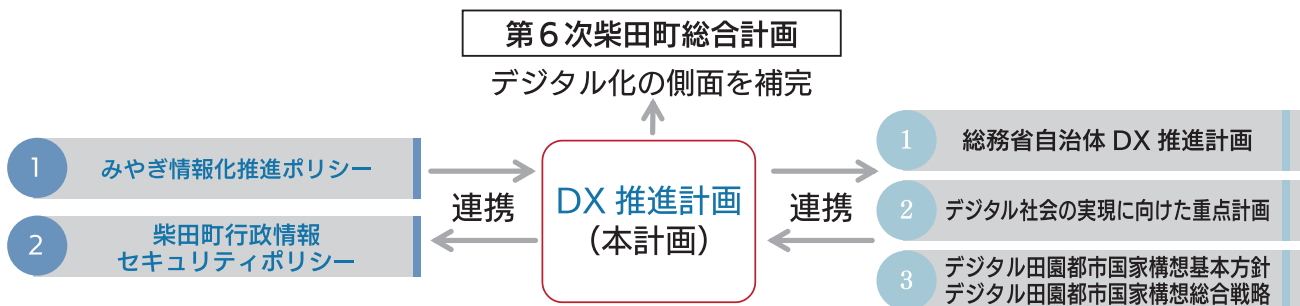 第6次柴田町総合計画
デジタル化の側面を補完
1
みやぎ情報化推進ポリシー
2
柴田町行政情報
セキュリティポリシー
連携
DX 推進計画
(本計画)
連携
1
総務省自治体 DX 推進計画
2
デジタル社会の実現に向けた重点計画
3
デジタル田園都市国家構想基本方針
デジタル田園都市国家構想総合戦略